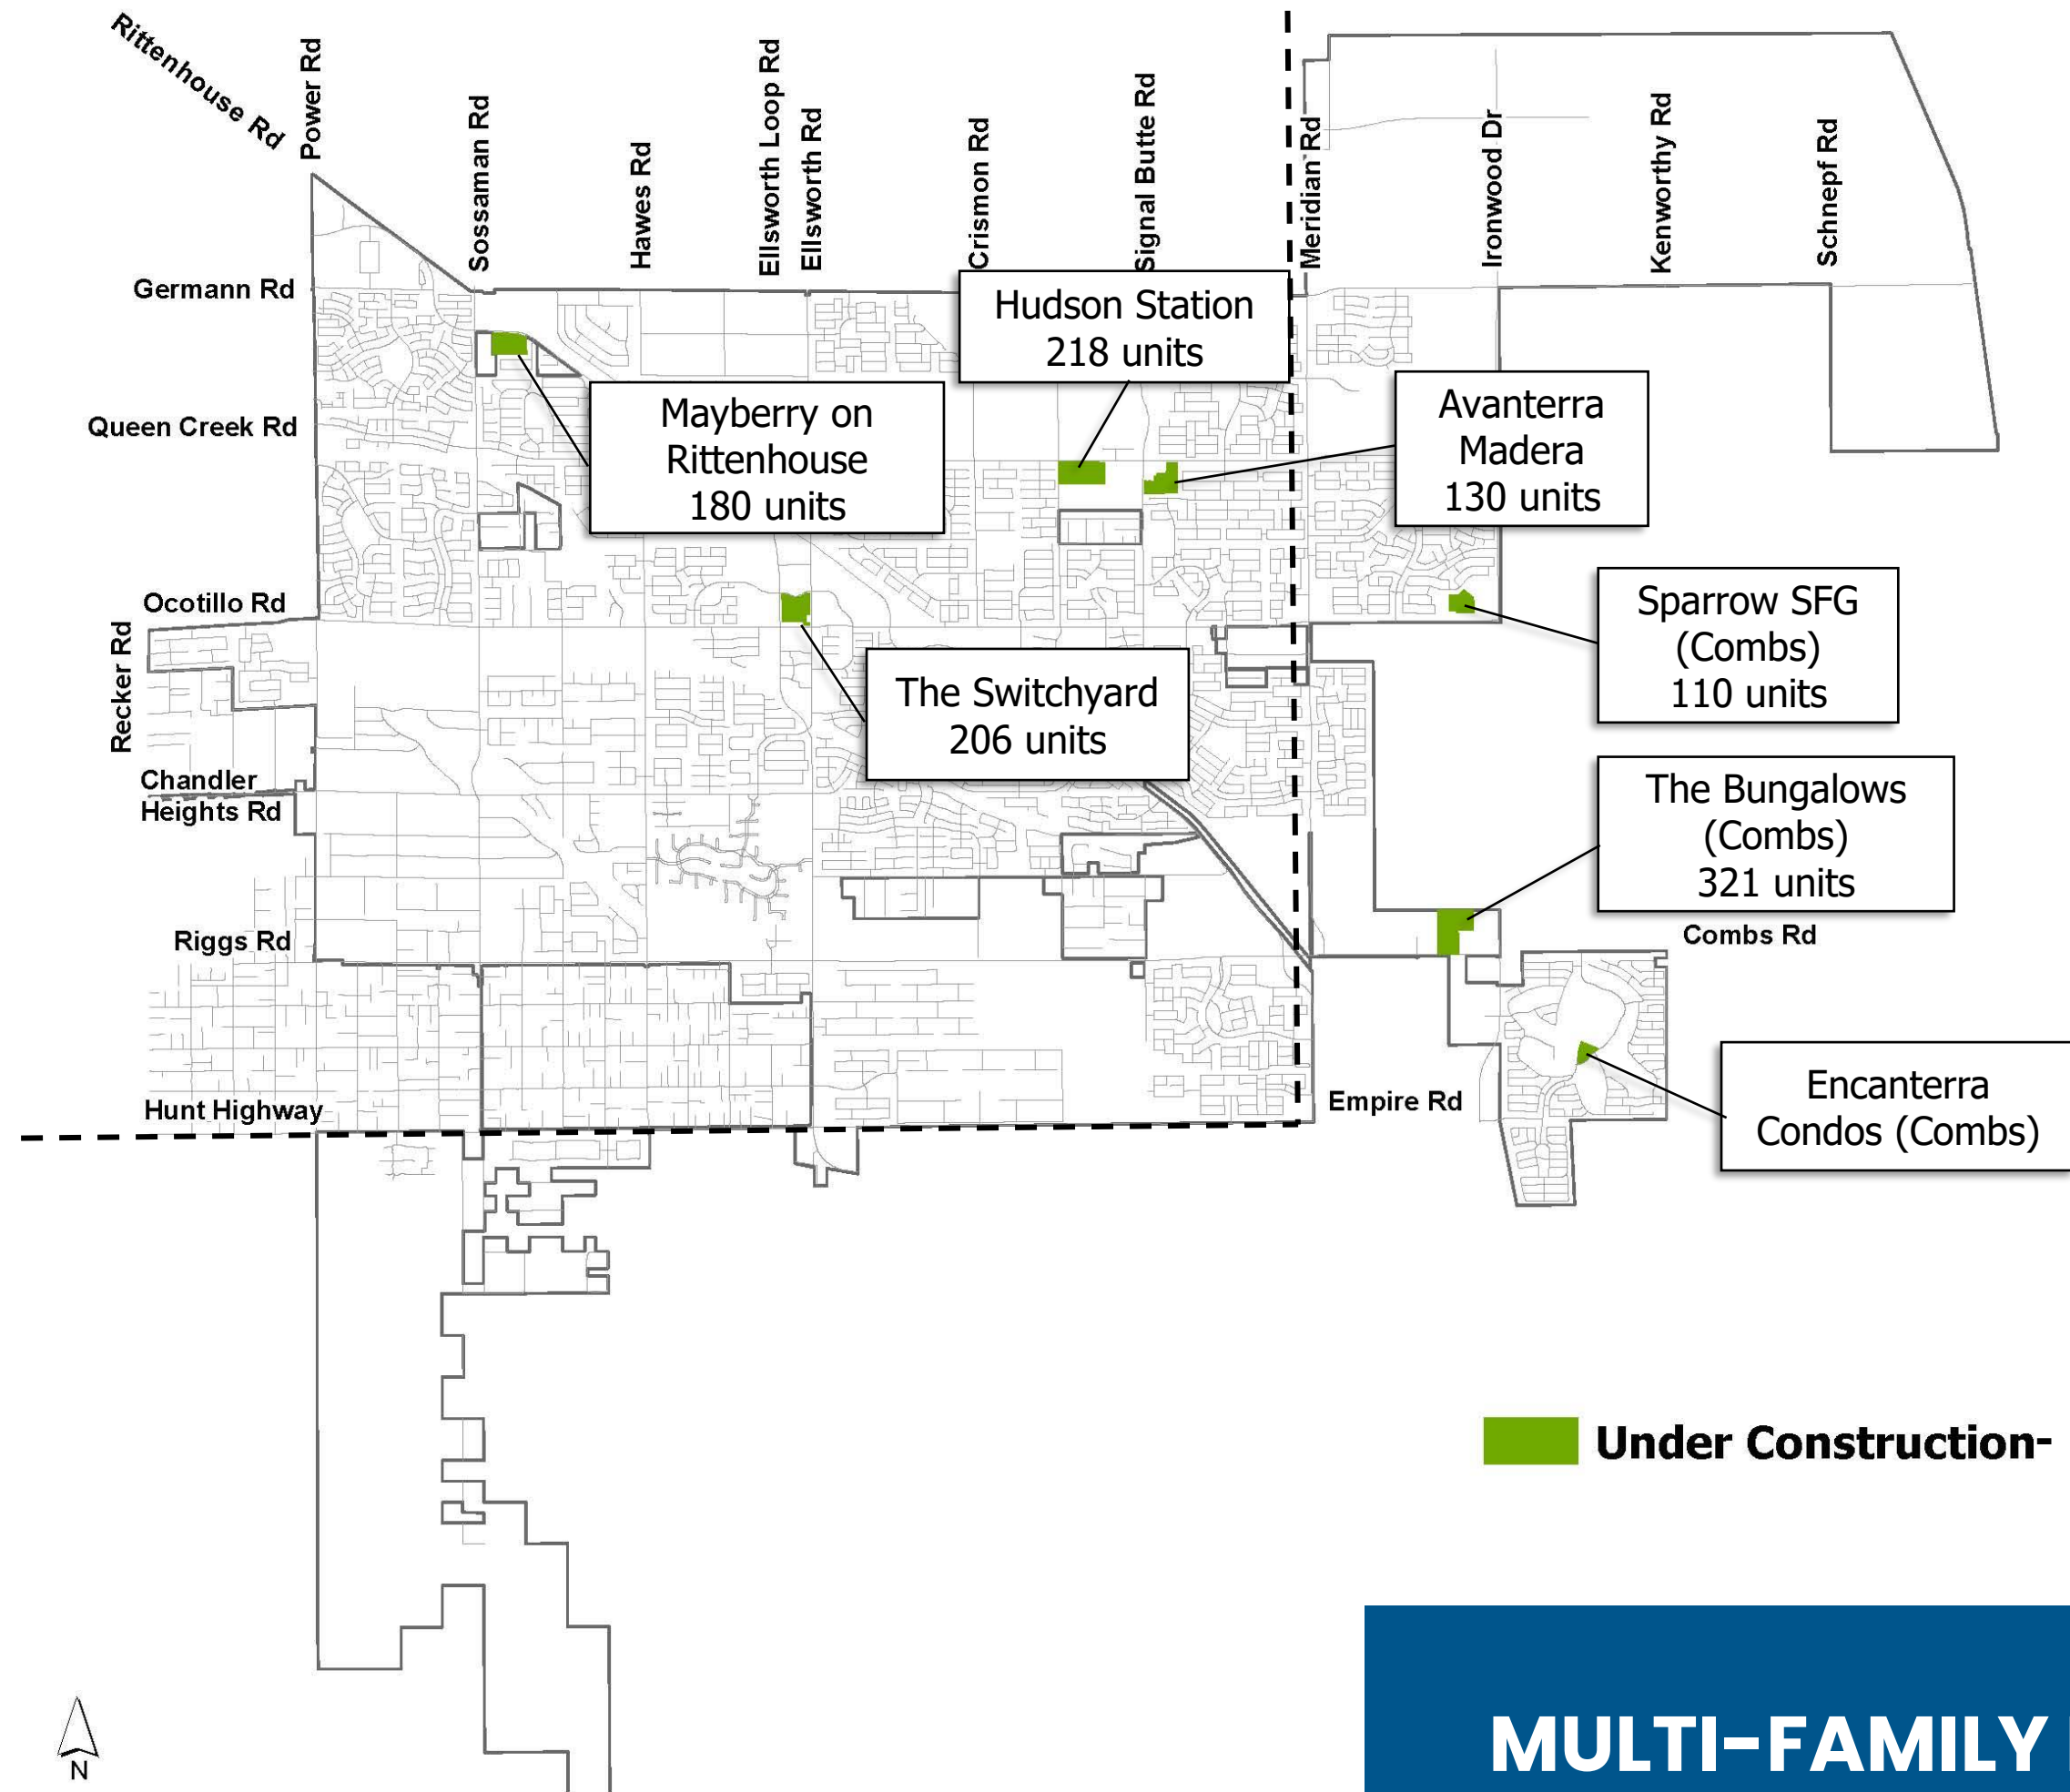 Rittenhouse Rd
Power Rd
Sossaman Rd
Hawes Rd
Ellsworth Loop Rd
Ellsworth Rd
Crismon Rd
Signal Butte Rd
Meridian Rd
Ironwood Dr
Kenworthy Rd
Schnepf Rd
Germann Rd
Queen Creek Rd
Ocotillo Rd
Recker Rd
Chandler
Heights Rd
Riggs Rd
Hunt Highway
Combs Rd
Empire Rd
Hudson Station
218 units
Mayberry on
Rittenhouse
180 units
Avanterra
Madera
130 units
Sparrow SFG
(Combs)
110 units
The Switchyard
206 units
The Bungalows
(Combs)
321 units
Encanterra
Condos (Combs)
Under Construction-
N
MULTI-FAMILY